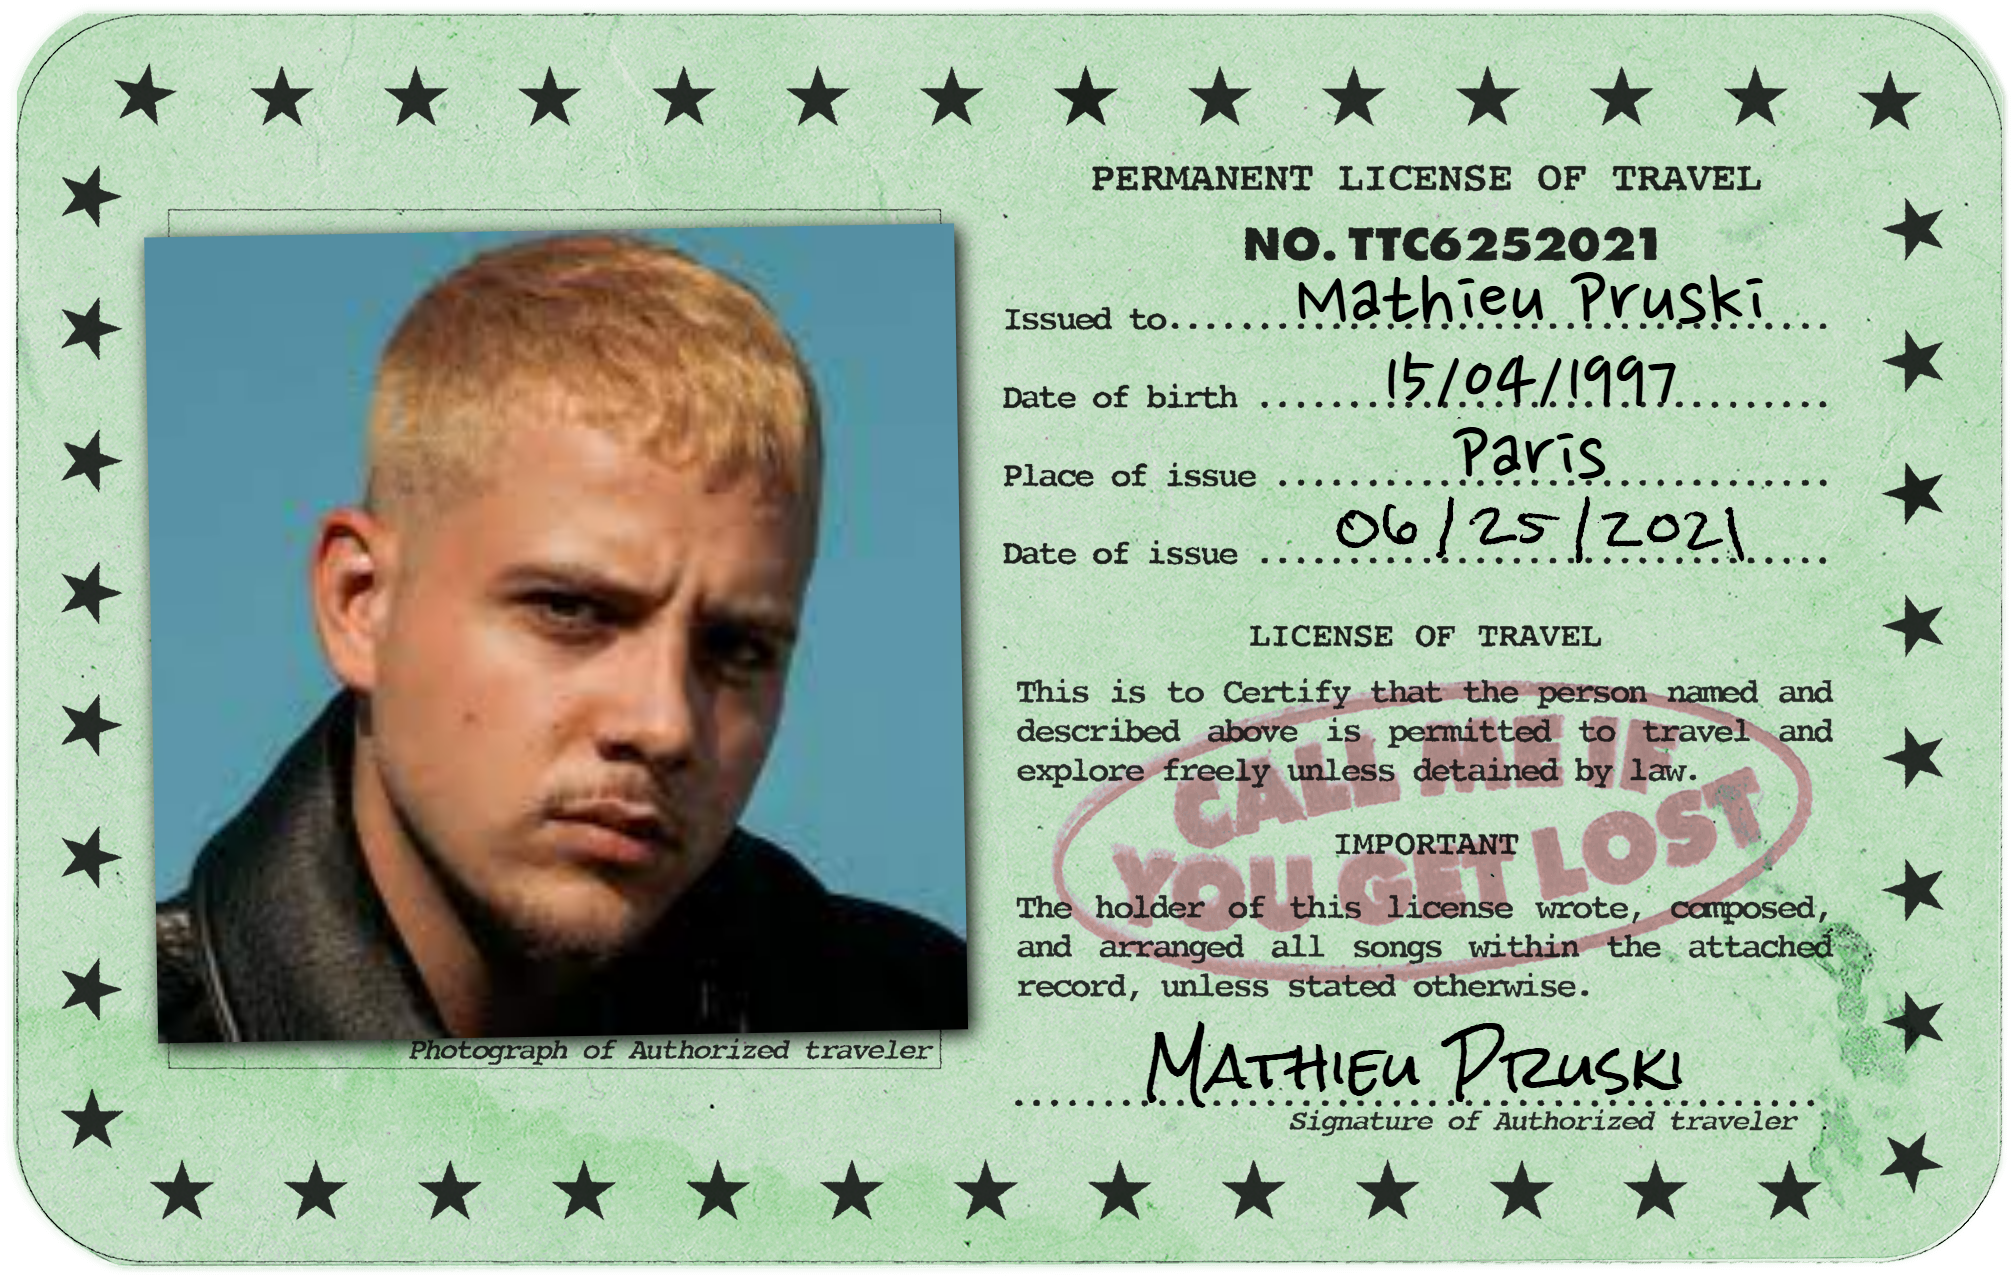 PERMANENT LICENSE OF TRAVEL
NO. TTC6252021
Issued to.......Mathieu Pruski.......
Date of birth .......15/04/1997.......
Place of issue .......Paris.......
Date of issue .......06/25/2021.......
LICENSE OF TRAVEL
This is to Certify that the person named and
described above is permitted to travel and
explore freely unless detained by law.
CALL ME IF
YOU GET LOST
IMPORTANT
The holder of this license wrote, composed,
and arranged all songs within the attached
record, unless stated otherwise.
MATHIEU PRUSKI
Signature of Authorized traveler
Photograph of Authorized traveler